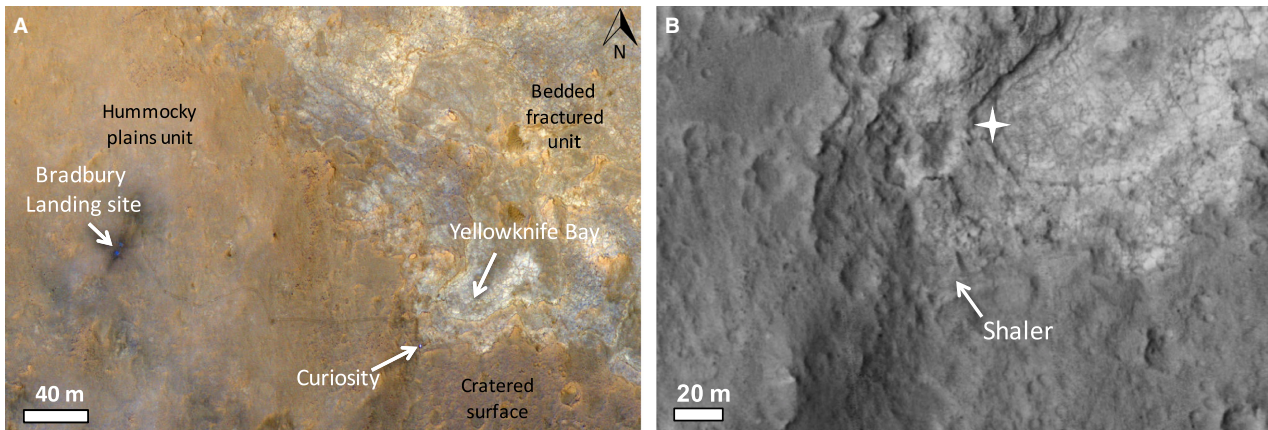 A
N
Hummocky
plains unit
Bedded
fractured
unit
Bradbury
Landing site
Yellowknife Bay
Curiosity
Cratered
surface
40 m
B
Shaler
20 m